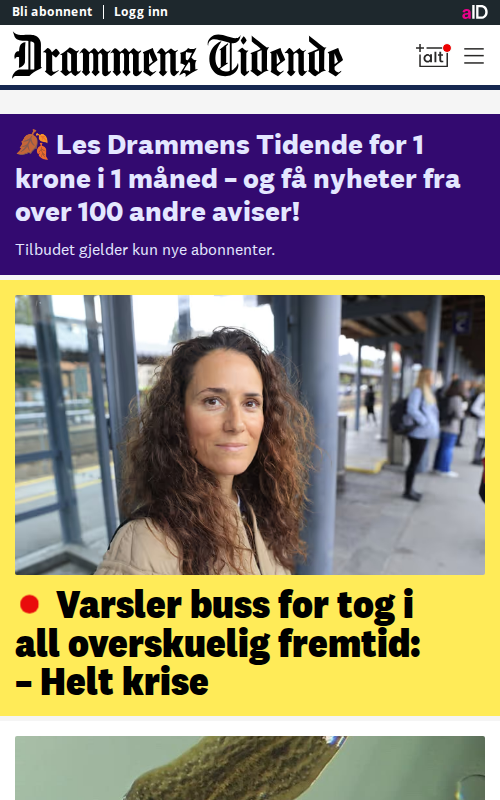 Bli abonnent | Logg inn
aID
Drammens Tidende
+alt
🍂 Les Drammens Tidende for 1
krone i 1 måned – og få nyheter fra
over 100 andre aviser!
Tilbudet gjelder kun nye abonnenter.
2
Varsler buss for tog i
all overskuelig fremtid:
– Helt krise